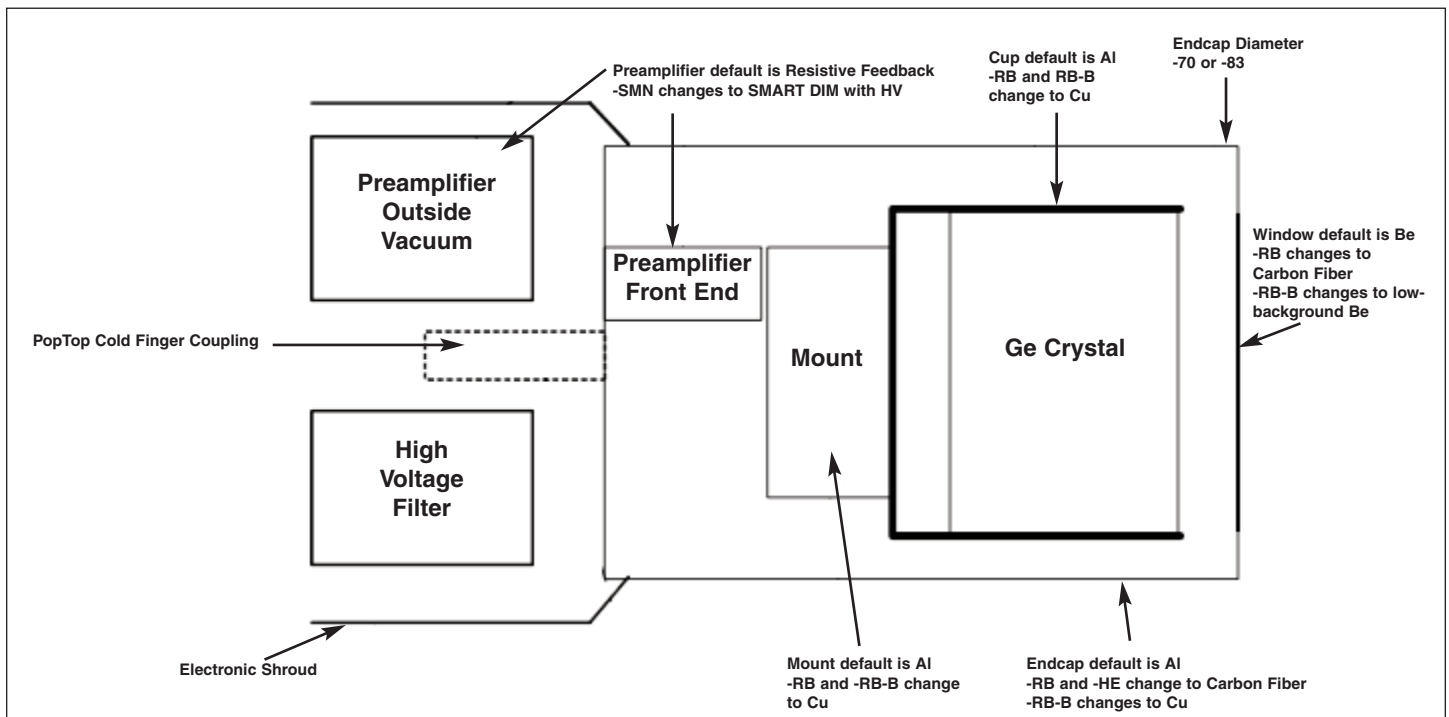 Preamplifier default is Resistive Feedback
-SMN changes to SMART DIM with HV
Cup default is Al
-RB and RB-B
change to Cu
Endcap Diameter
-70 or -83
Preamplifier
Outside
Vacuum
Preamplifier
Front End
Window default is Be
-RB changes to
Carbon Fiber
-RB-B changes to low-
background Be
PopTop Cold Finger Coupling
Mount
Ge Crystal
High
Voltage
Filter
Electronic Shroud
Mount default is Al
-RB and -RB-B change
to Cu
Endcap default is Al
-RB and -HE change to Carbon Fiber
-RB-B changes to Cu